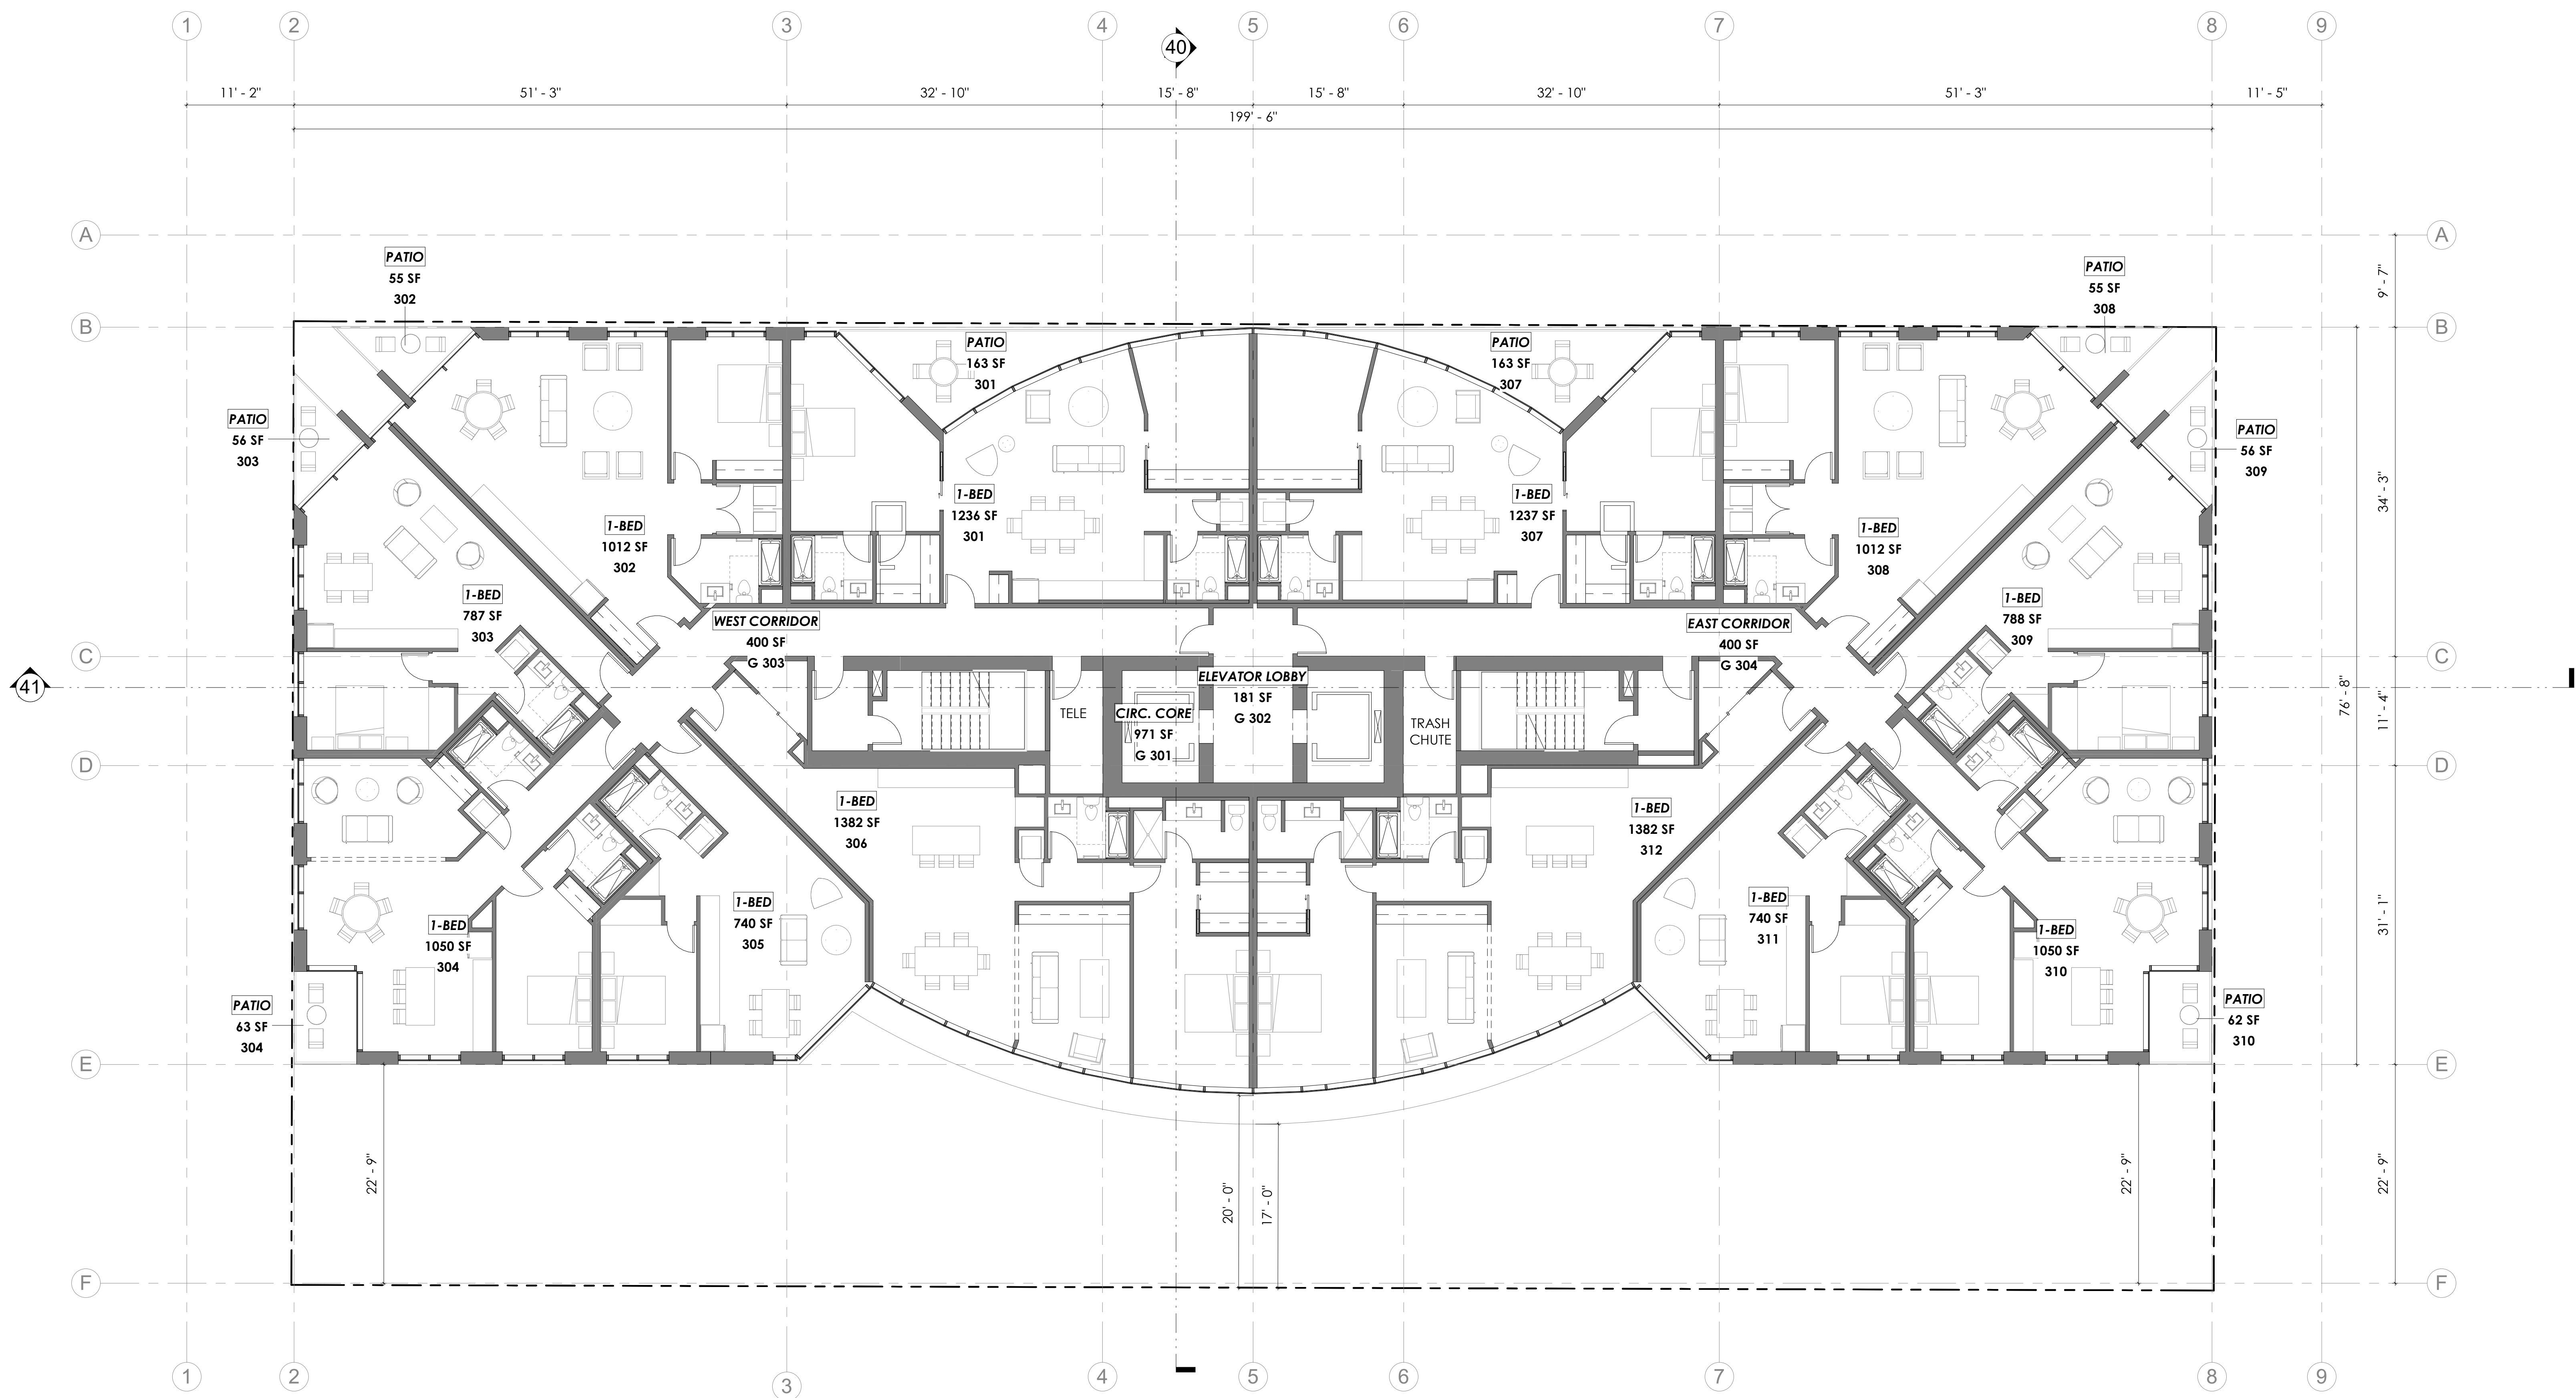 1 2 3 4 5 6 7 8 9
40
11' - 2" 51' - 3" 32' - 10" 15' - 8" 15' - 8" 32' - 10" 51' - 3" 11' - 5"
199' - 6"
A A
9' - 7"
PATIO
55 SF
302
PATIO
55 SF
308
B B
PATIO
163 SF
301
PATIO
163 SF
307
PATIO
56 SF
303
PATIO
56 SF
309
34' - 3"
1-BED
1236 SF
301
1-BED
1237 SF
307
1-BED
1012 SF
302
1-BED
1012 SF
308
1-BED
787 SF
303
1-BED
788 SF
309
WEST CORRIDOR
400 SF
G 303
EAST CORRIDOR
400 SF
G 304
C C
41
ELEVATOR LOBBY
181 SF
G 302
TELE
CIRC. CORE
971 SF
G 301
TRASH
CHUTE
11' - 4"
76' - 8"
D D
1-BED
1382 SF
306
1-BED
1382 SF
312
1-BED
740 SF
305
1-BED
740 SF
311
1-BED
1050 SF
304
1-BED
1050 SF
310
31' - 1"
PATIO
63 SF
304
PATIO
62 SF
310
E E
22' - 9"
20' - 0"
17' - 0"
22' - 9"
22' - 9"
F F
1 2 3 4 5 6 7 8 9